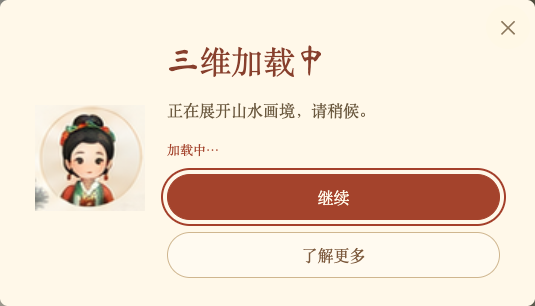 三维加载中
正在展开山水画境，请稍候。
加载中…
继续
了解更多